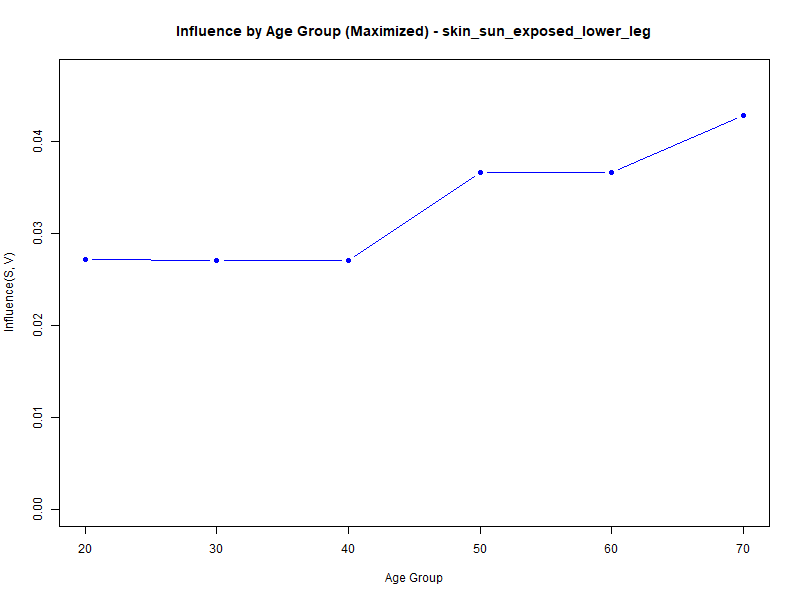 Influence by Age Group (Maximized) - skin_sun_exposed_lower_leg
0.04
0.03
0.02
0.01
0.00
Influence(S, V)
20 30 40 50 60 70
Age Group